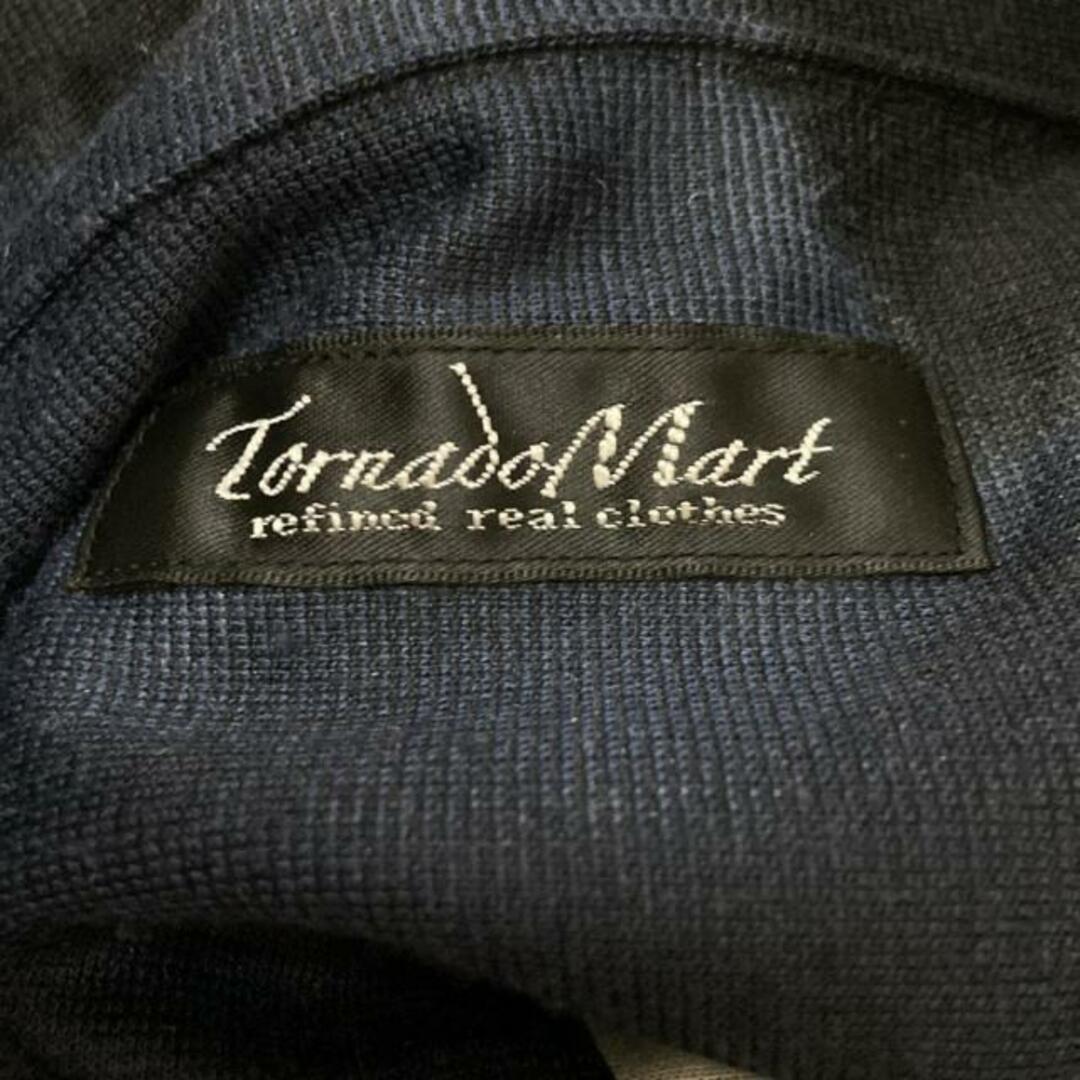 TornadoMart
refined real clothes